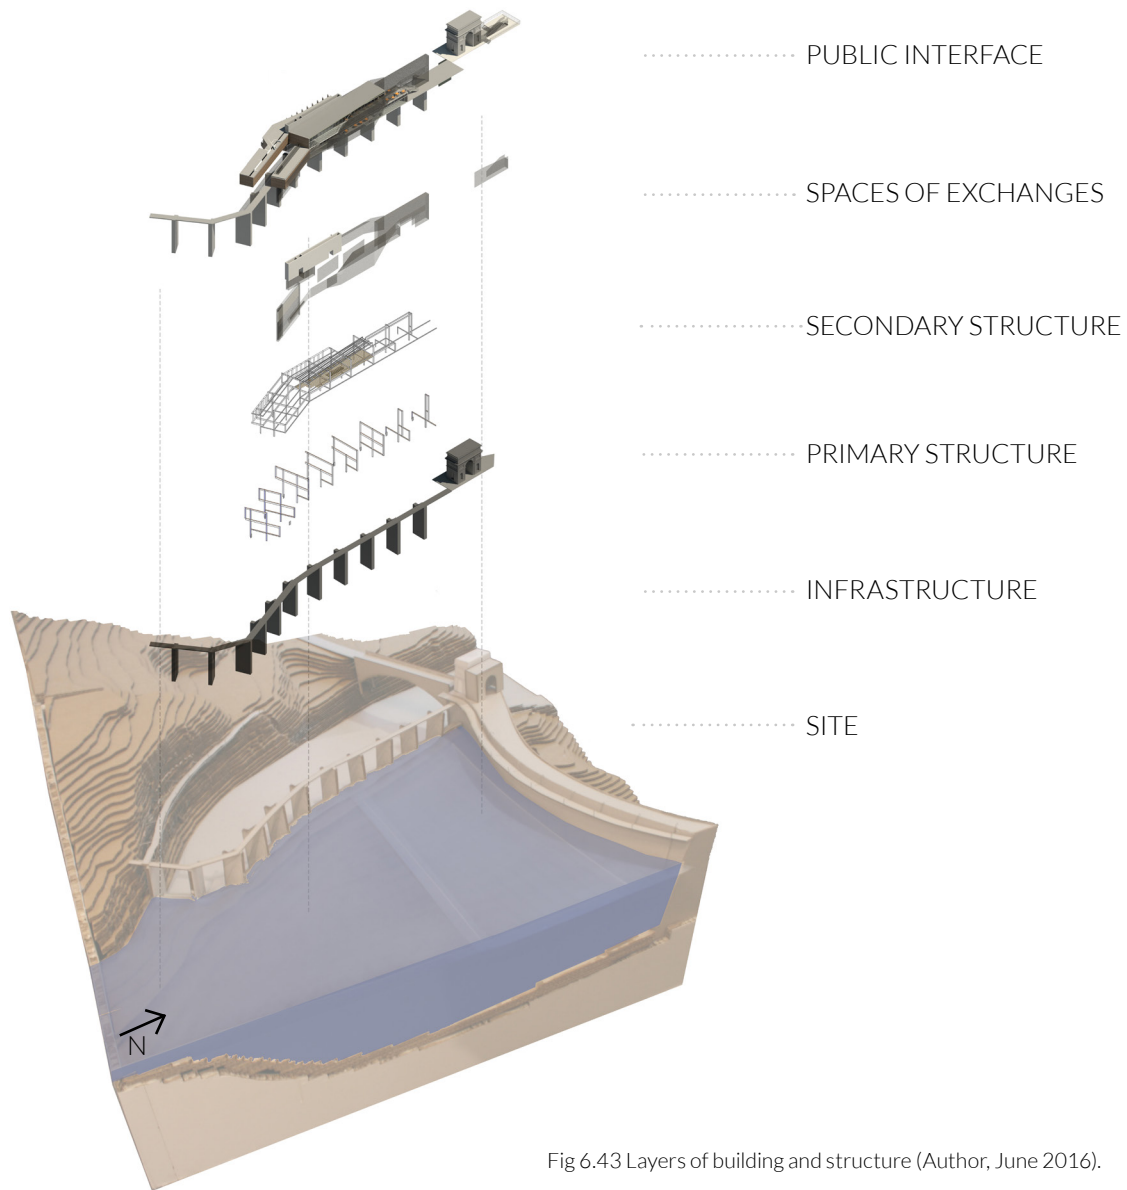 PUBLIC INTERFACE
SPACES OF EXCHANGES
SECONDARY STRUCTURE
PRIMARY STRUCTURE
INFRASTRUCTURE
SITE
N
Fig 6.43 Layers of building and structure (Author, June 2016).